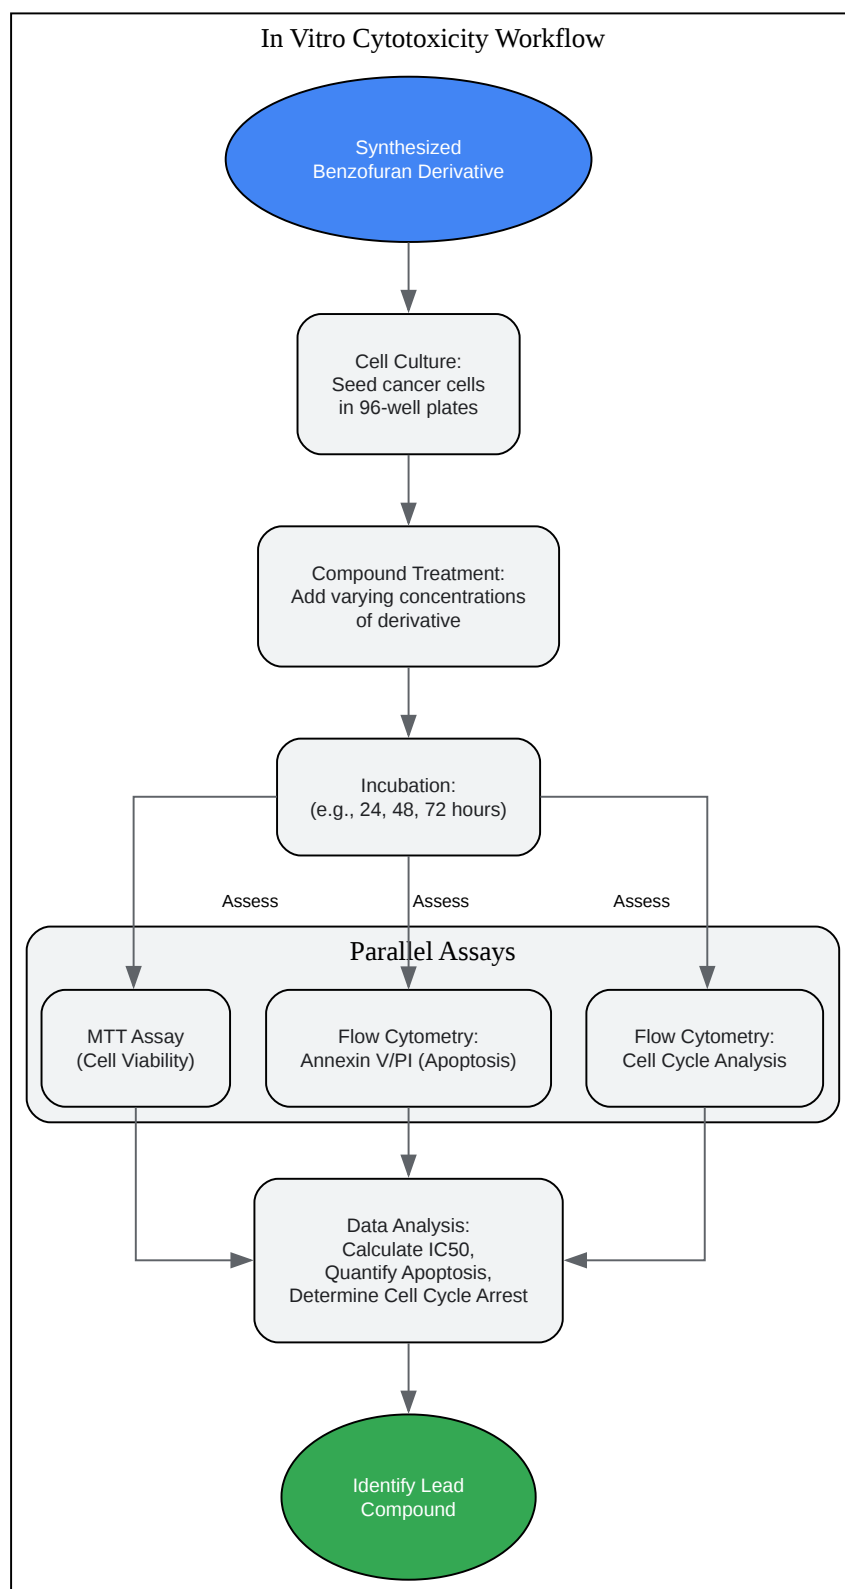 In Vitro Cytotoxicity Workflow
Synthesized
Benzofuran Derivative
Cell Culture:
Seed cancer cells
in 96-well plates
Compound Treatment:
Add varying concentrations
of derivative
Incubation:
(e.g., 24, 48, 72 hours)
Assess
Assess
Assess
Parallel Assays
MTT Assay
(Cell Viability)
Flow Cytometry:
Annexin V/PI (Apoptosis)
Flow Cytometry:
Cell Cycle Analysis
Data Analysis:
Calculate IC50,
Quantify Apoptosis,
Determine Cell Cycle Arrest
Identify Lead
Compound